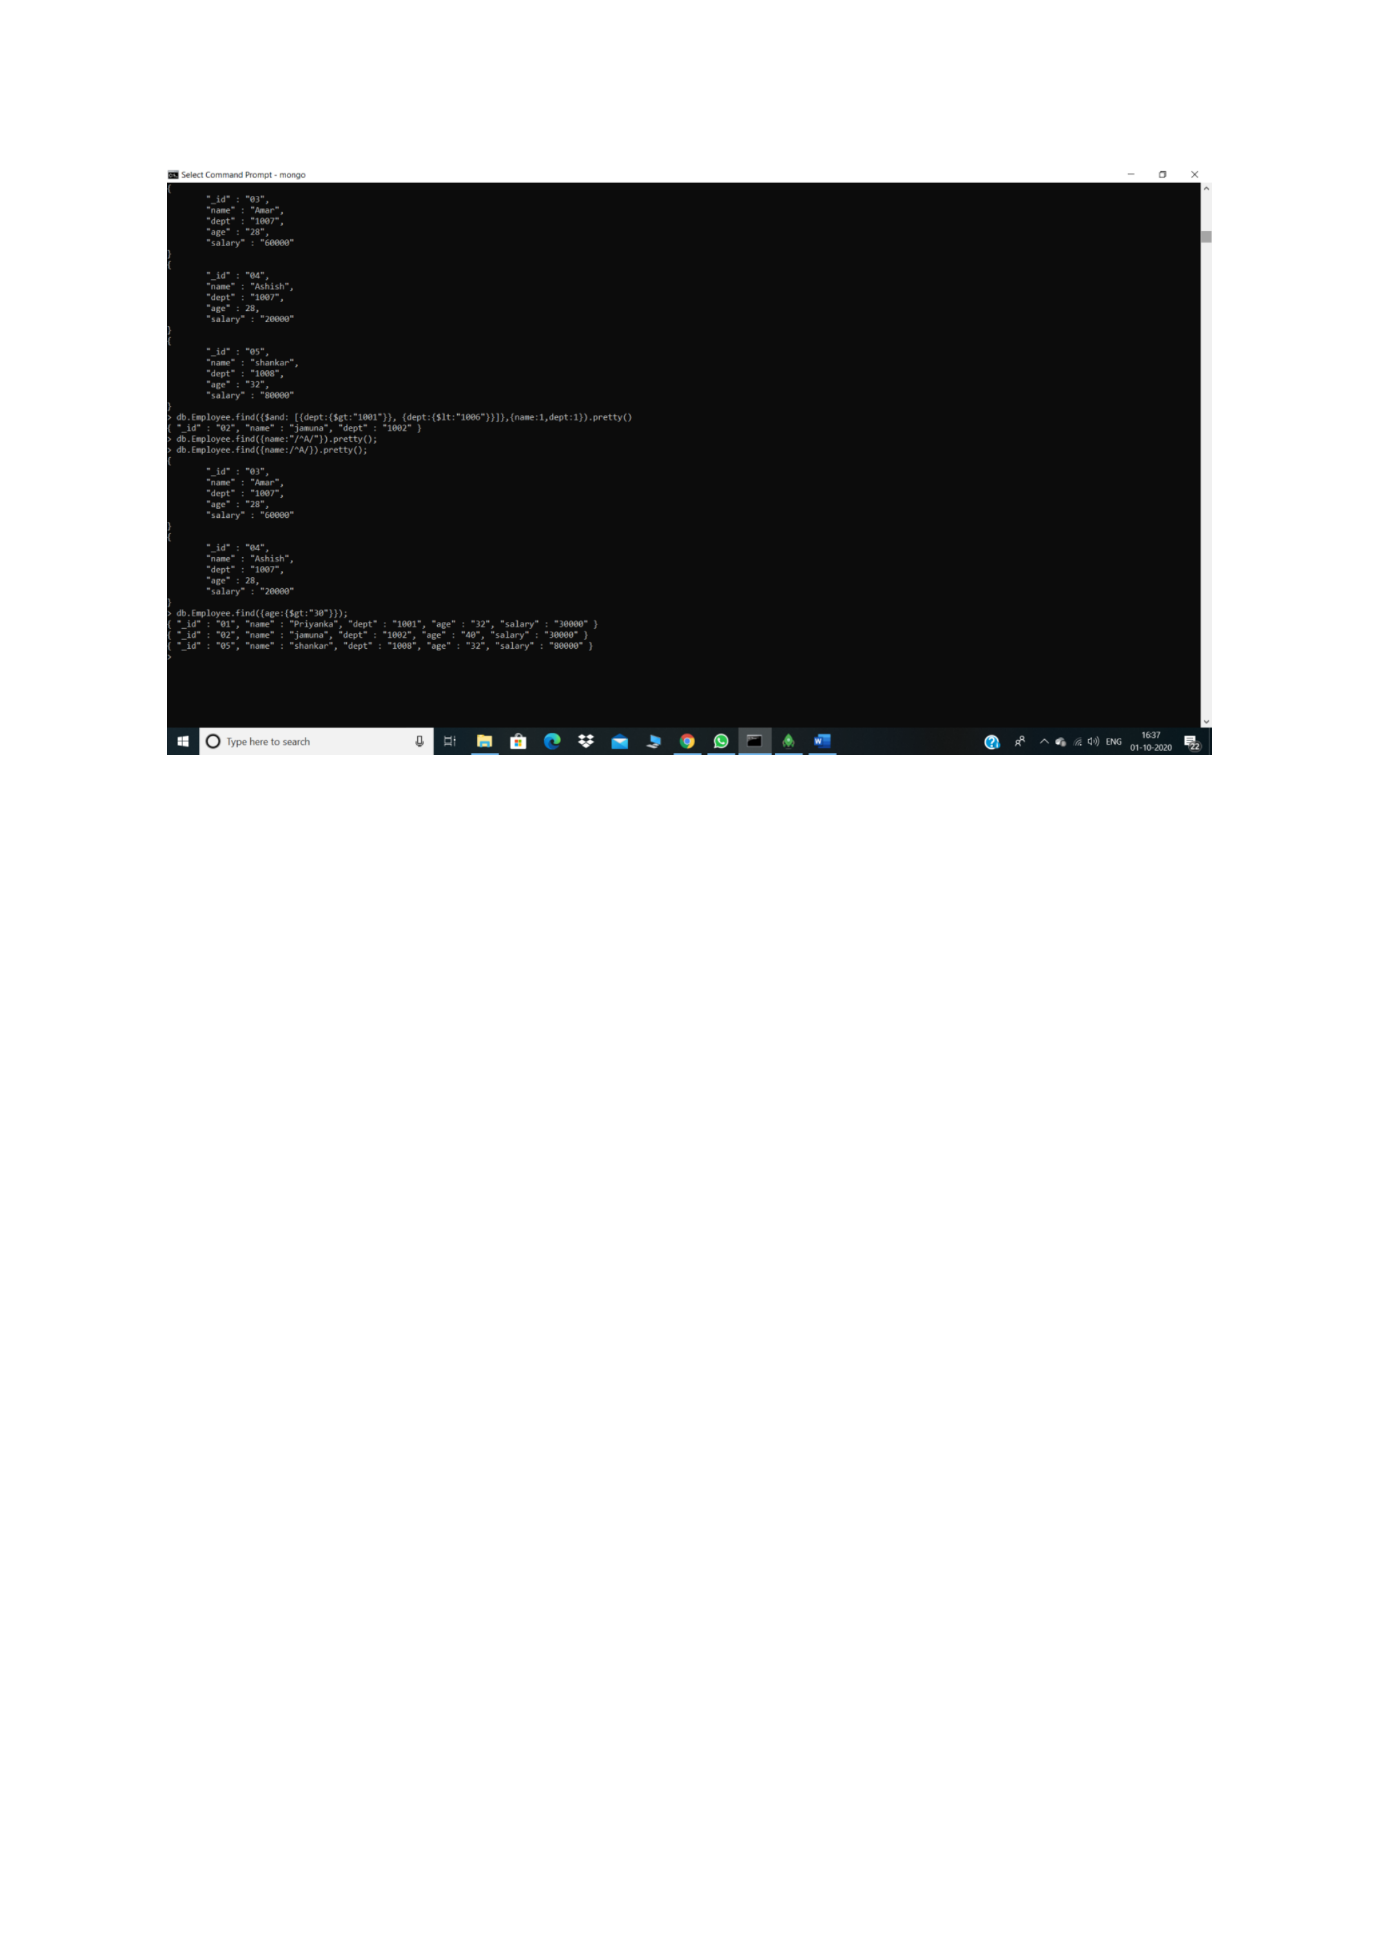 Select Command Prompt - mongo
{
"_id" : "03",
"name" : "Amar",
"dept" : "1007",
"age" : "28",
"salary" : "60000"
}
{
"_id" : "04",
"name" : "Ashish",
"dept" : "1007",
"age" : 28,
"salary" : "20000"
}
{
"_id" : "05",
"name" : "shankar",
"dept" : "1008",
"age" : "32",
"salary" : "80000"
}
> db.Employee.find({$and: [{dept:{$gt:"1001"}}, {dept:{$lt:"1006"}}]},{name:1,dept:1}).pretty()
{ "_id" : "02", "name" : "jamuna", "dept" : "1002" }
> db.Employee.find({name:"/^A/"}).pretty();
> db.Employee.find({name:/^A/}).pretty();
{
"_id" : "03",
"name" : "Amar",
"dept" : "1007",
"age" : "28",
"salary" : "60000"
}
{
"_id" : "04",
"name" : "Ashish",
"dept" : "1007",
"age" : 28,
"salary" : "20000"
}
> db.Employee.find({age:{$gt:"30"}});
{ "_id" : "01", "name" : "Priyanka", "dept" : "1001", "age" : "32", "salary" : "30000" }
{ "_id" : "02", "name" : "jamuna", "dept" : "1002", "age" : "40", "salary" : "30000" }
{ "_id" : "05", "name" : "shankar", "dept" : "1008", "age" : "32", "salary" : "80000" }
>
Type here to search
ENG
16:37
01-10-2020
22